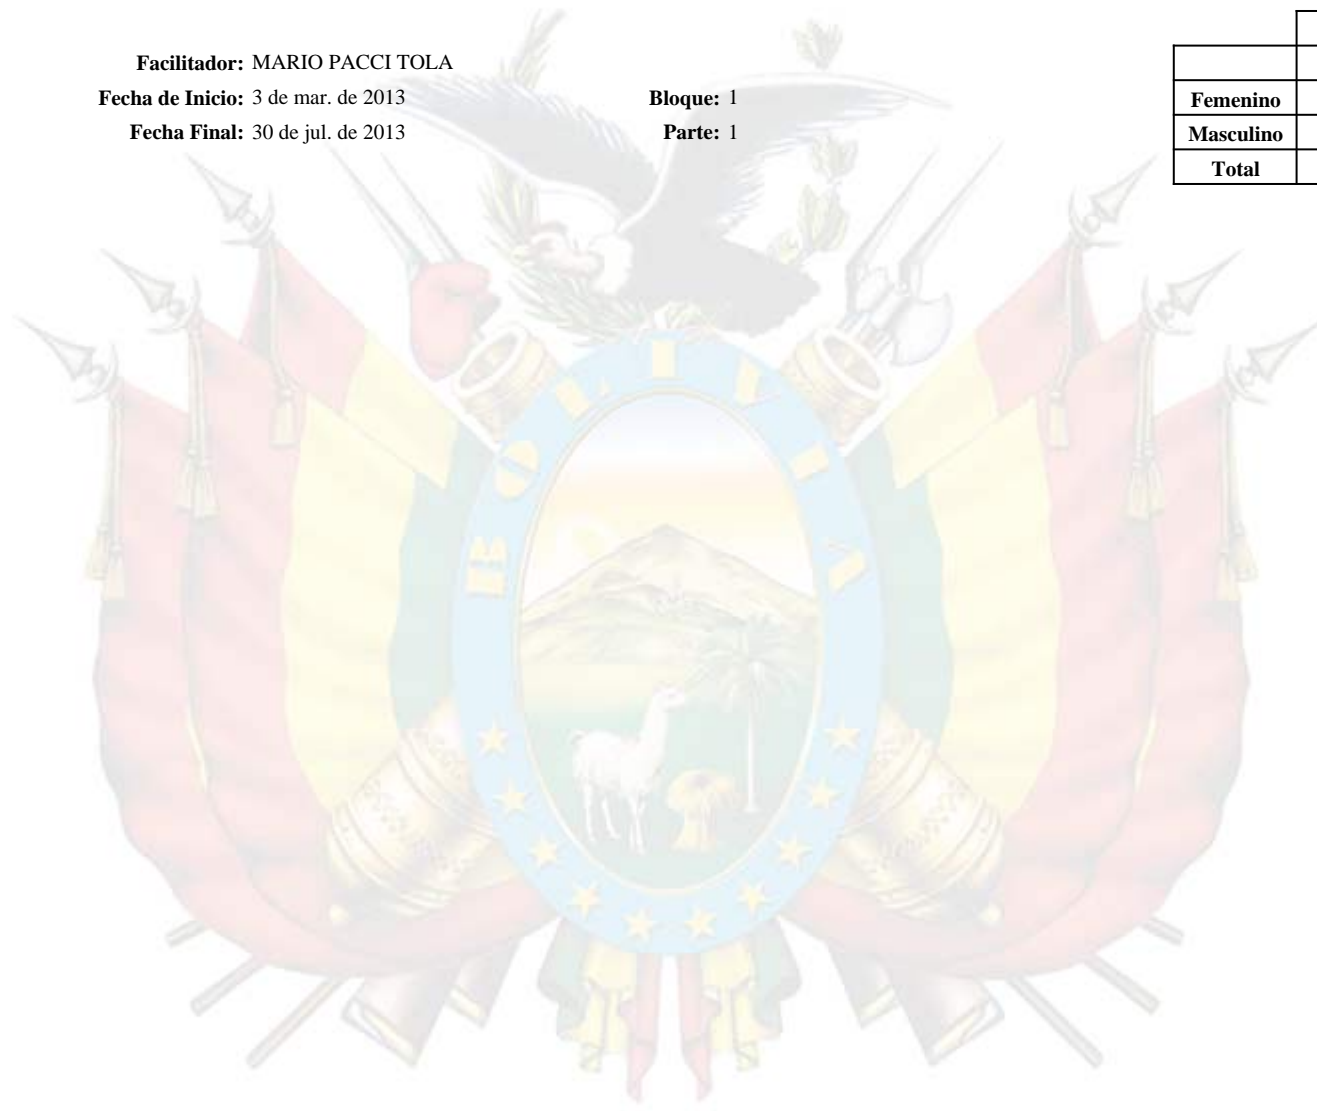 Facilitador: MARIO PACCI TOLA
Fecha de Inicio: 3 de mar. de 2013
Bloque: 1
Femenino
Fecha Final: 30 de jul. de 2013
Parte: 1
Masculino
Total
BOLIVIA